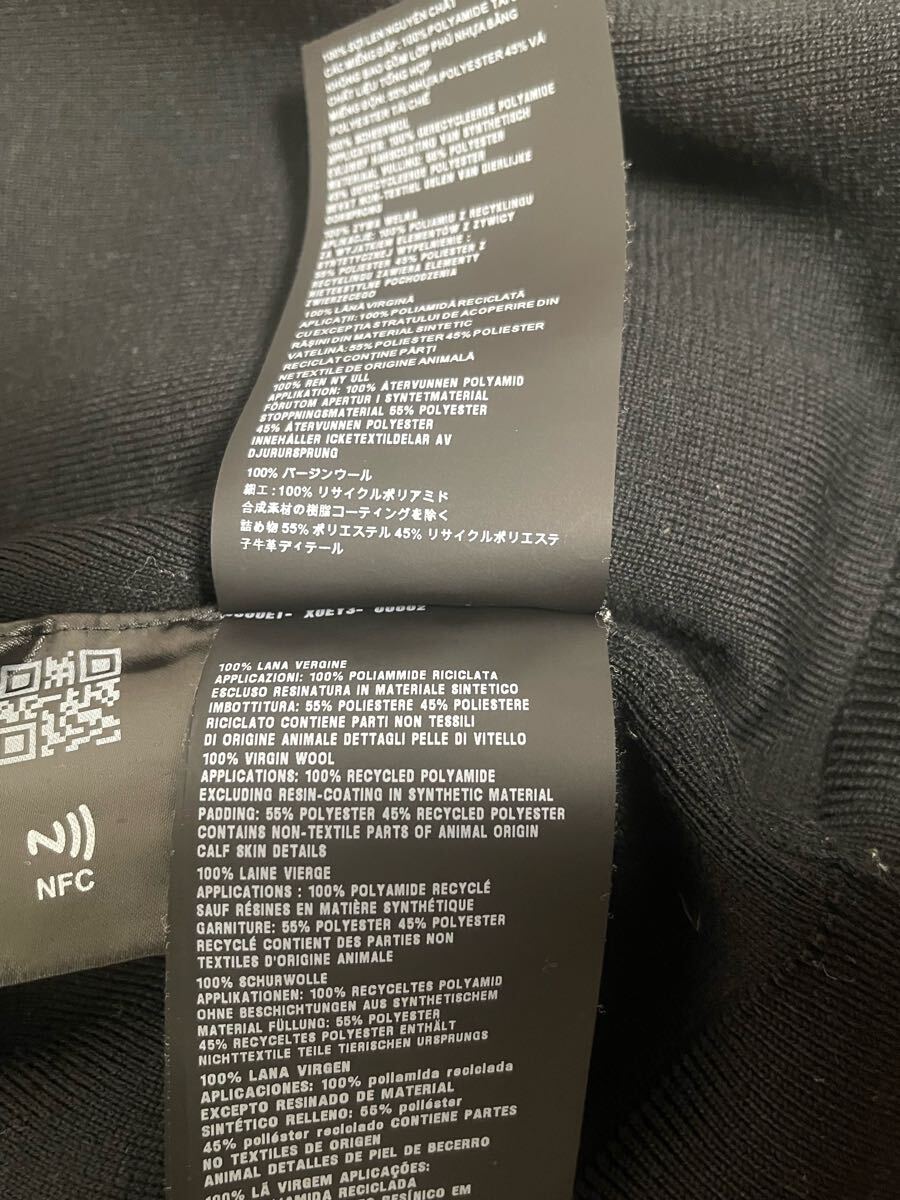 100% SỢI LEN NGUYÊN CHẤT
CÁC MIẾNG ĐẮP: 100% POLYAMIDE TÁI
KHÔNG BAO GỒM LỚP PHỦ NHỰA BẰNG
CHẤT LIỆU TỔNG HỢP
MIẾNG ĐỘN: 55% NHỰA POLYESTER 45% VẢ
POLYESTER TÁI CHẾ
100% SCHEERWOL
APPLICATIE: 100% GERECYCLEERDE POLYAMIDE
VAN SYNTHETISCH
MATERIAAL VULLING: 55% POLYESTER
45% GERECYCLEERDE POLYESTER
BEVAT NON-TEXTIEL DELEN VAN DIERLIJKE
OORSPRONG
100% ŻYWA WEŁNA
APLIKACJE: 100% POLIAMID Z RECYKLINGU
ZA WYJĄTKIEM ELEMENTÓW Z ŻYWICY
SYNTETYCZNEJ WYPEŁNIENIE :
55% POLIESTER 45% POLIESTER Z
RECYKLINGU ZAWIERA ELEMENTY
NIETEKSTYLNE POCHODZENIA
ZWIERZĘCEGO
100% LÂNĂ VIRGINĂ
APLICAȚII: 100% POLIAMIDĂ RECICLATĂ
CU EXCEPȚIA STRATULUI DE ACOPERIRE DIN
RĂȘINI DIN MATERIAL SINTETIC
VATELINĂ: 55% POLIESTER 45% POLIESTER
RECICLAT CONȚINE PĂRȚI
NETEXTILE DE ORIGINE ANIMALĂ
100% REN NY ULL
APPLIKATION: 100% ÅTERVUNNEN POLYAMID
FÖRUTOM APERTUR I SYNTETMATERIAL
STOPPNINGSMATERIAL 55% POLYESTER
45% ÅTERVUNNEN POLYESTER
INNEHÅLLER ICKETEXTILDELAR AV
DJURURSPRUNG
100% バージンウール
細工:100% リサイクルポリアミド
合成素材の樹脂コーティングを除く
詰め物 55% ポリエステル 45% リサイクルポリエステ
子牛革ディテール
NFC
100% LANA VERGINE
APPLICAZIONI: 100% POLIAMMIDE RICICLATA
ESCLUSO RESINATURA IN MATERIALE SINTETICO
IMBOTTITURA: 55% POLIESTERE 45% POLIESTERE
RICICLATO CONTIENE PARTI NON TESSILI
DI ORIGINE ANIMALE DETTAGLI PELLE DI VITELLO
100% VIRGIN WOOL
APPLICATIONS: 100% RECYCLED POLYAMIDE
EXCLUDING RESIN-COATING IN SYNTHETIC MATERIAL
PADDING: 55% POLYESTER 45% RECYCLED POLYESTER
CONTAINS NON-TEXTILE PARTS OF ANIMAL ORIGIN
CALF SKIN DETAILS
100% LAINE VIERGE
APPLICATIONS : 100% POLYAMIDE RECYCLÉ
SAUF RÉSINES EN MATIÈRE SYNTHÉTIQUE
GARNITURE: 55% POLYESTER 45% POLYESTER
RECYCLÉ CONTIENT DES PARTIES NON
TEXTILES D'ORIGINE ANIMALE
100% SCHURWOLLE
APPLIKATIONEN: 100% RECYCELTES POLYAMID
OHNE BESCHICHTUNGEN AUS SYNTHETISCHEM
MATERIAL FÜLLUNG: 55% POLYESTER
45% RECYCELTES POLYESTER ENTHÄLT
NICHTTEXTILE TEILE TIERISCHEN URSPRUNGS
100% LANA VIRGEN
APLICACIONES: 100% poliamida reciclada
EXCEPTO RESINADO DE MATERIAL
SINTÉTICO RELLENO: 55% poliéster
45% poliéster reciclado CONTIENE PARTES
NO TEXTILES DE ORIGEN
ANIMAL DETALLES DE PIEL DE BECERRO
100% LÃ VIRGEM APLICAÇÕES:
RECICLADA
RESÍNICO EM